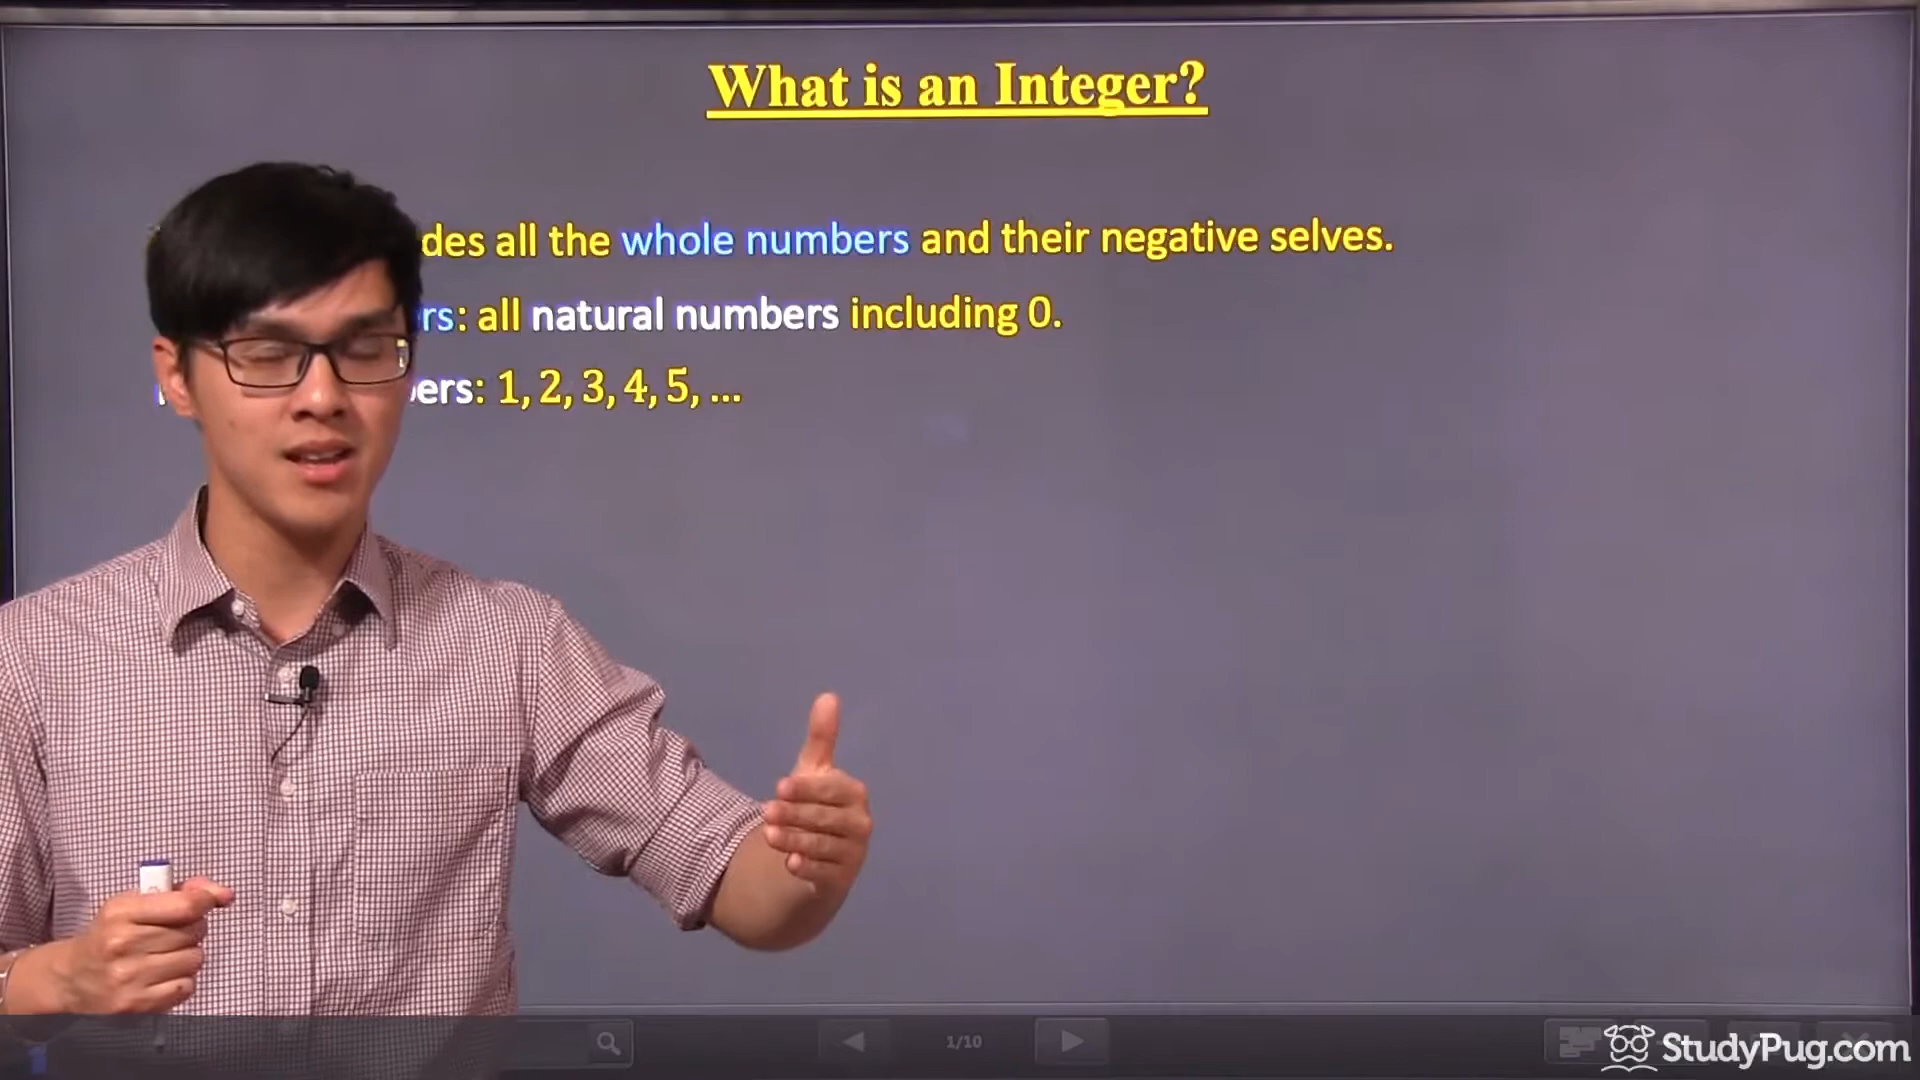 What is an Integer?
des all the whole numbers and their negative selves.
rs: all natural numbers including 0.
ers: 1, 2, 3, 4, 5, ...
1/10
1
StudyPug.com